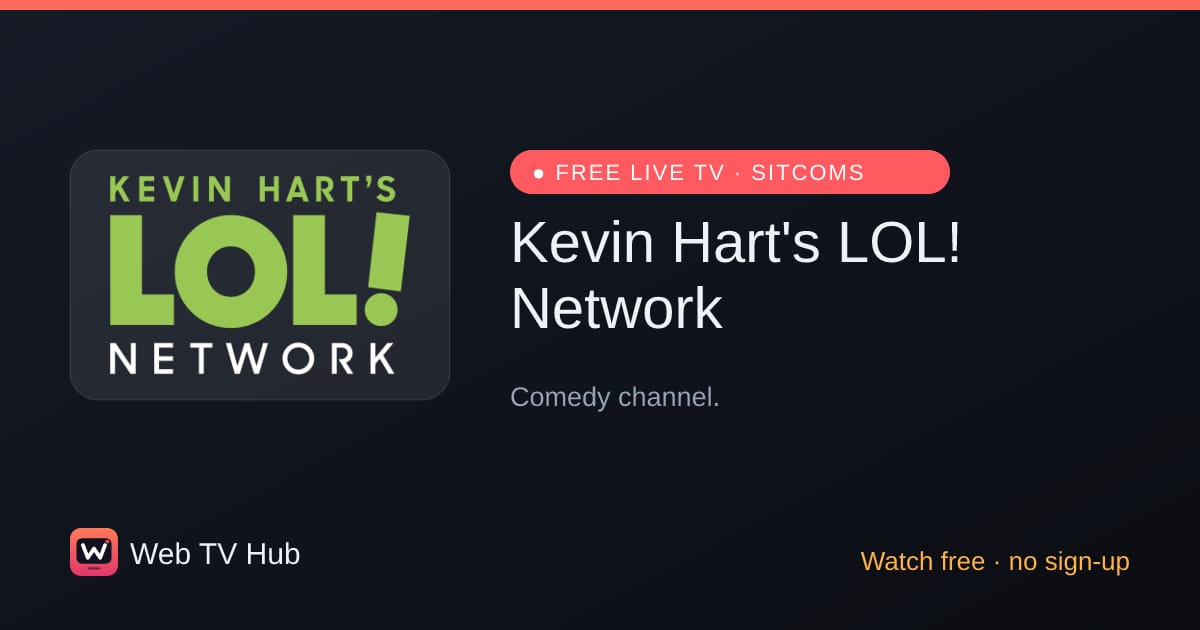 KEVIN HART’S
LOL!
NETWORK
● FREE LIVE TV · SITCOMS
Kevin Hart's LOL!
Network
Comedy channel.
W
Web TV Hub
Watch free · no sign-up